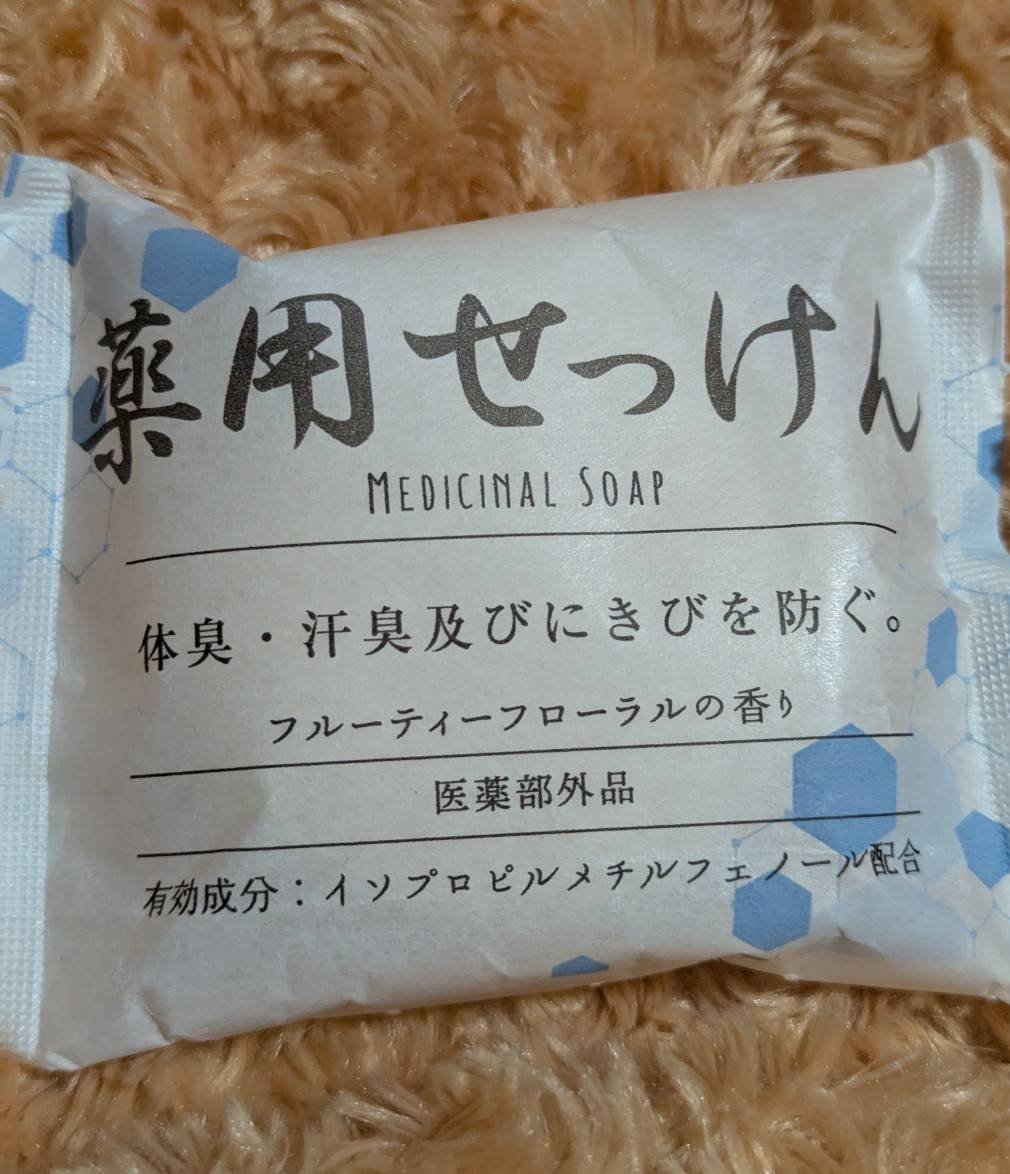 薬用せっけん
MEDICINAL SOAP
体臭・汗臭及びにきびを防ぐ。
フルーティーフローラルの香り
医薬部外品
有効成分：イソプロピルメチルフェノール配合